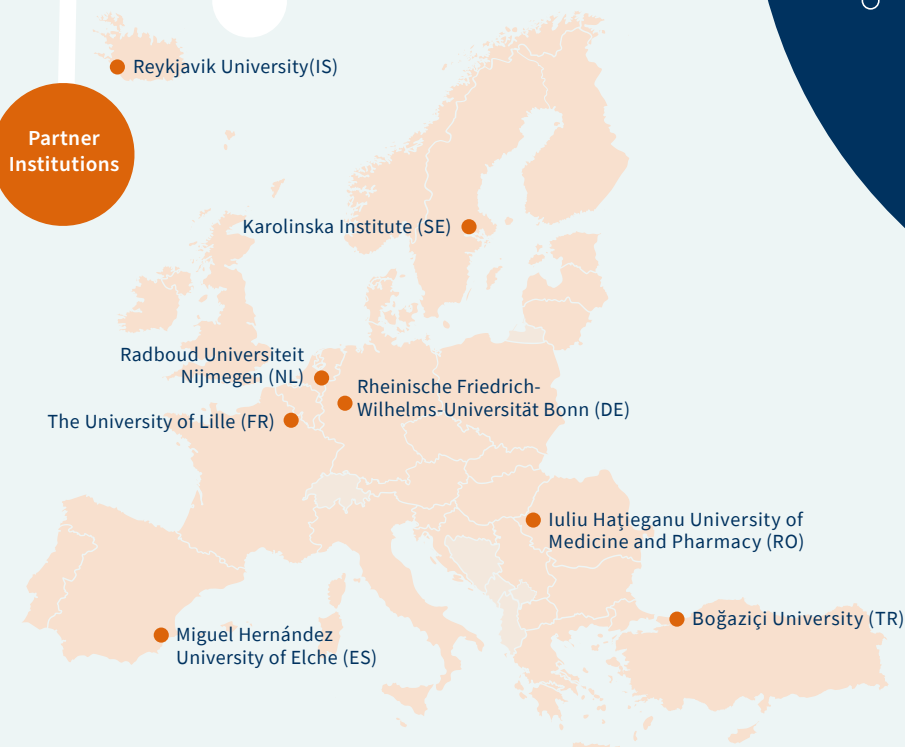 Reykjavik University(IS)
Partner
Institutions
Karolinska Institute (SE)
Radboud Universiteit
Nijmegen (NL)
Rheinische Friedrich-
Wilhelms-Universität Bonn (DE)
The University of Lille (FR)
Iuliu Hațieganu University of
Medicine and Pharmacy (RO)
Boğaziçi University (TR)
Miguel Hernández
University of Elche (ES)